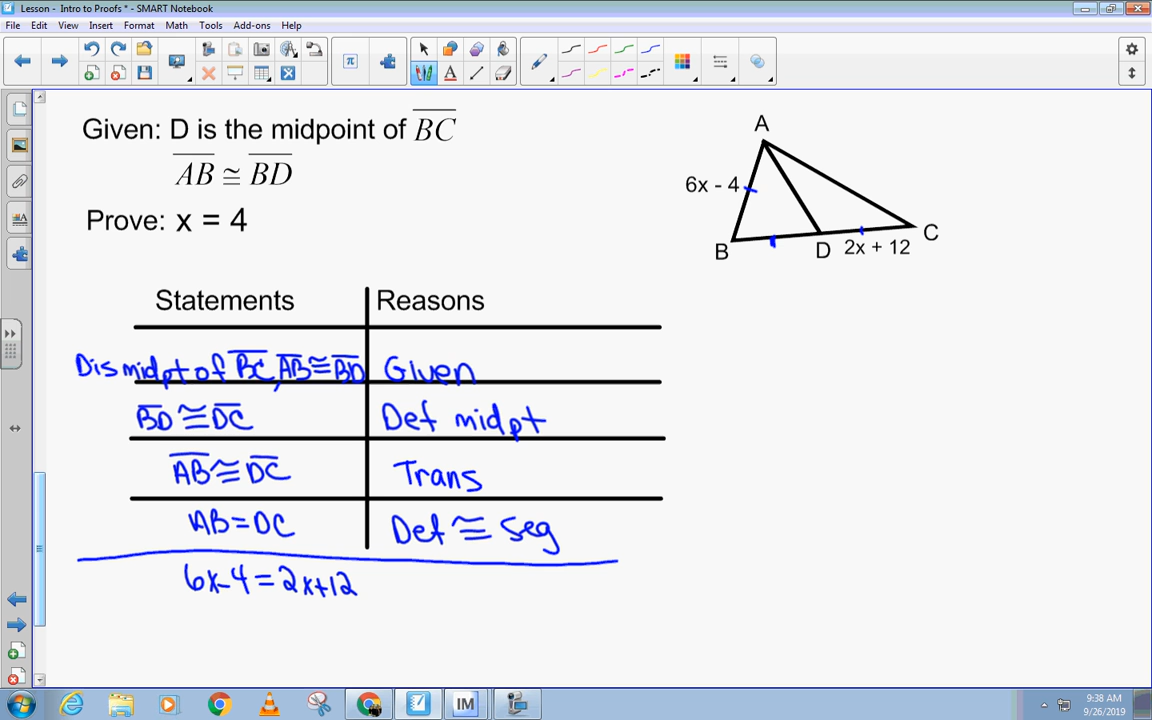 Lesson - Intro to Proofs * - SMART Notebook
File Edit View Insert Format Math Tools Add-ons Help
Given: D is the midpoint of BC
AB ≅ BD
Prove: x = 4
A
6x - 4
B
D
2x + 12
C
Statements Reasons
D is midpt of BC, AB ≅ BD Given
BD ≅ DC Def midpt
AB ≅ DC Trans
AB = DC Def ≅ seg
6x-4 = 2x+12
IM
9:38 AM
9/26/2019